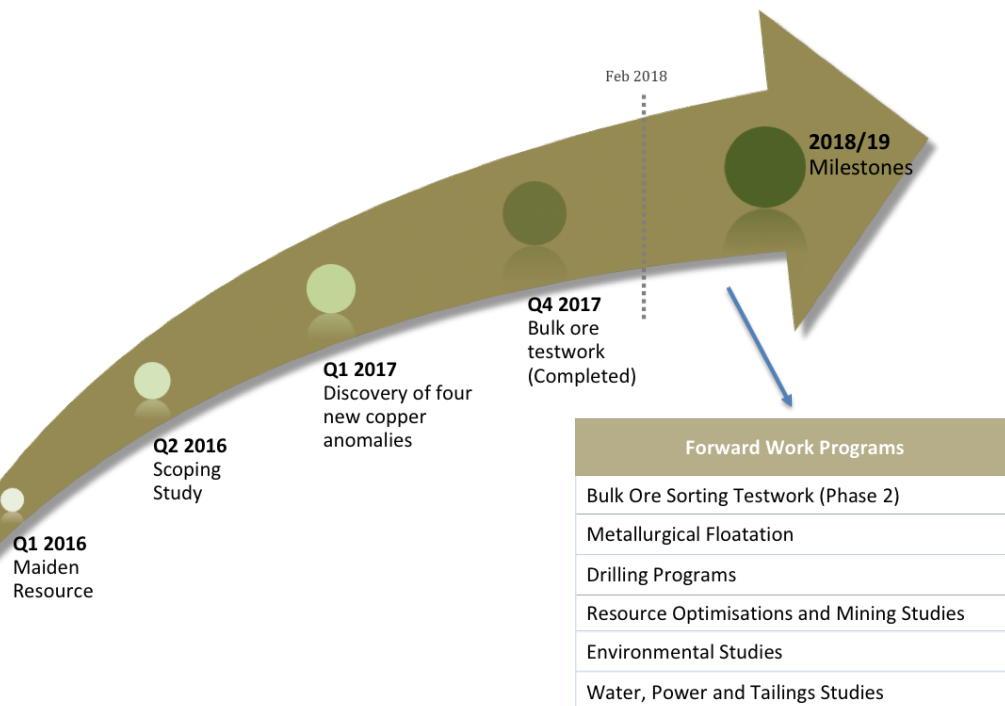 Feb 2018
2018/19
Milestones
Q4 2017
Bulk ore
testwork
(Completed)
Q1 2017
Discovery of four
new copper
anomalies
Q2 2016
Scoping
Study
Q1 2016
Maiden
Resource
Forward Work Programs
Bulk Ore Sorting Testwork (Phase 2)
Metallurgical Floatation
Drilling Programs
Resource Optimisations and Mining Studies
Environmental Studies
Water, Power and Tailings Studies